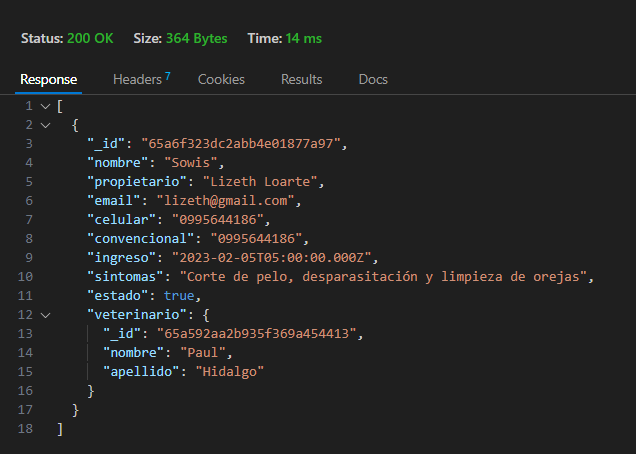 Status: 200 OK Size: 364 Bytes Time: 14 ms
Response Headers 7 Cookies Results Docs
1 [
2 {
3 "_id": "65a6f323dc2abb4e01877a97",
4 "nombre": "Sowis",
5 "propietario": "Lizeth Loarte",
6 "email": "lizeth@gmail.com",
7 "celular": "0995644186",
8 "convencional": "0995644186",
9 "ingreso": "2023-02-05T05:00:00.000Z",
10 "sintomas": "Corte de pelo, desparasitación y limpieza de orejas",
11 "estado": true,
12 "veterinario": {
13 "_id": "65a592aa2b935f369a454413",
14 "nombre": "Paul",
15 "apellido": "Hidalgo"
16 }
17 }
18 ]